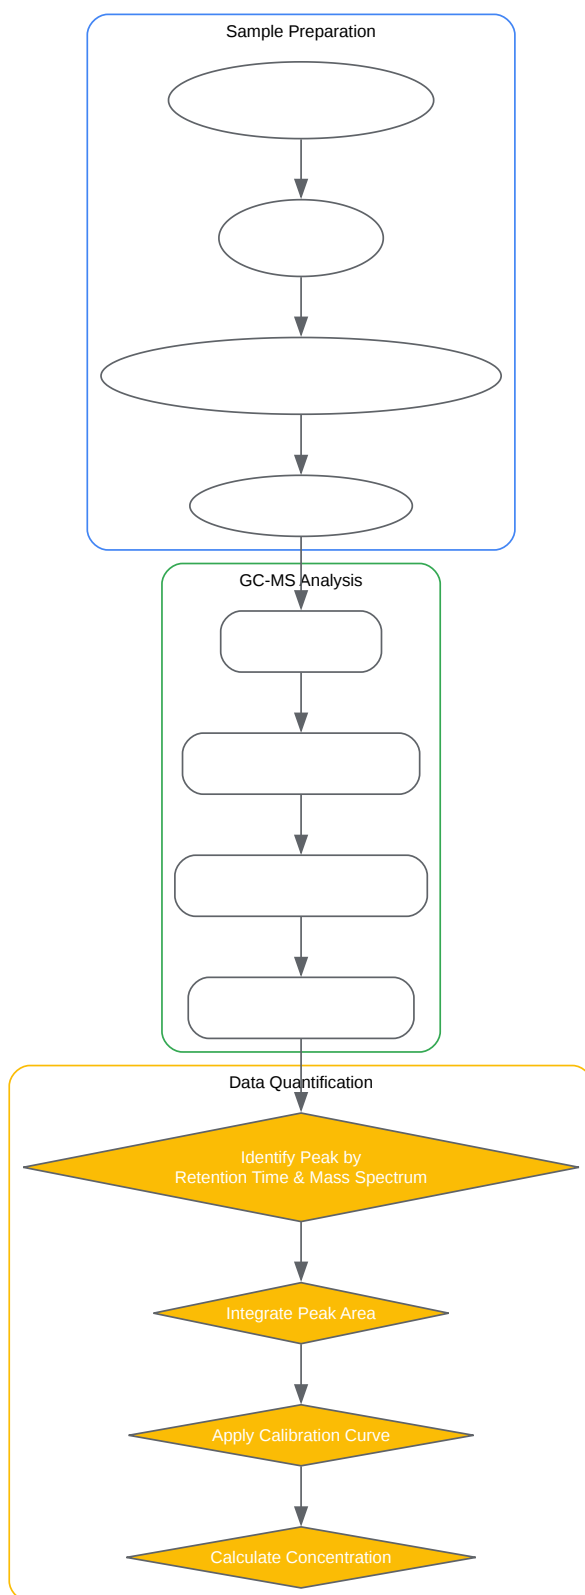 Sample Preparation
GC-MS Analysis
Data Quantification
Identify Peak by
Retention Time & Mass Spectrum
Integrate Peak Area
Apply Calibration Curve
Calculate Concentration